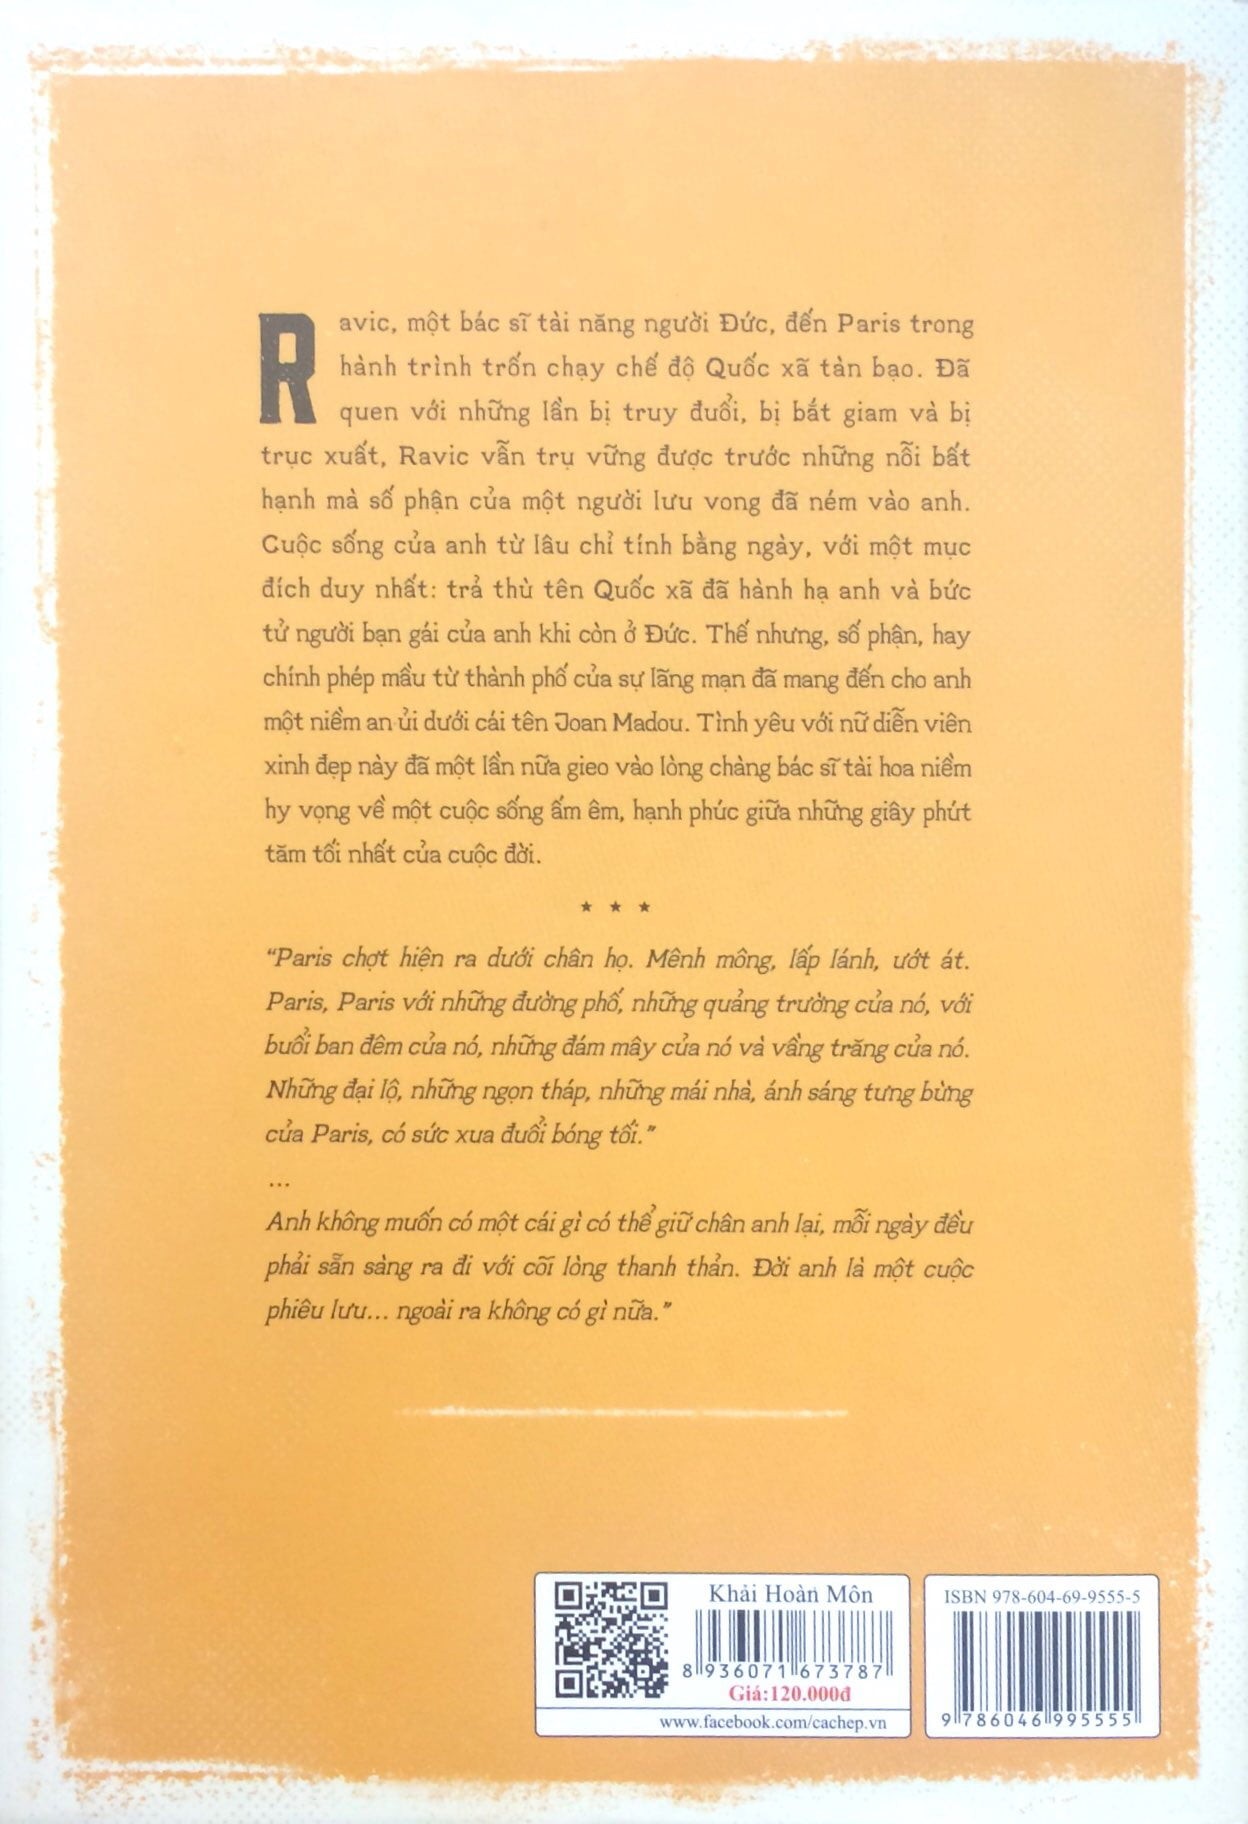 Ravic, một bác sĩ tài năng người Đức, đến Paris trong
hành trình trốn chạy chế độ Quốc xã tàn bạo. Đã
quen với những lần bị truy đuổi, bị bắt giam và bị
trục xuất, Ravic vẫn trụ vững được trước những nỗi bất
hạnh mà số phận của một người lưu vong đã ném vào anh.
Cuộc sống của anh từ lâu chỉ tính bằng ngày, với một mục
đích duy nhất: trả thù tên Quốc xã đã hành hạ anh và bức
tử người bạn gái của anh khi còn ở Đức. Thế nhưng, số phận, hay
chính phép mầu từ thành phố của sự lãng mạn đã mang đến cho anh
một niềm an ủi dưới cái tên Joan Madou. Tình yêu với nữ diễn viên
xinh đẹp này đã một lần nữa gieo vào lòng chàng bác sĩ tài hoa niềm
hy vọng về một cuộc sống ấm êm, hạnh phúc giữa những giây phút
tăm tối nhất của cuộc đời.
★ ★ ★
“Paris chợt hiện ra dưới chân họ. Mênh mông, lấp lánh, ướt át.
Paris, Paris với những đường phố, những quảng trường của nó, với
buổi ban đêm của nó, những đám mây của nó và vầng trăng của nó.
Những đại lộ, những ngọn tháp, những mái nhà, ánh sáng tưng bừng
của Paris, có sức xua đuổi bóng tối.”
...
Anh không muốn có một cái gì có thể giữ chân anh lại, mỗi ngày đều
phải sẵn sàng ra đi với cõi lòng thanh thản. Đời anh là một cuộc
phiêu lưu... ngoài ra không có gì nữa.”
Khải Hoàn Môn
8 936071 673787
Giá:120.000đ
www.facebook.com/cachep.vn
ISBN 978-604-69-9555-5
9 786046 995555